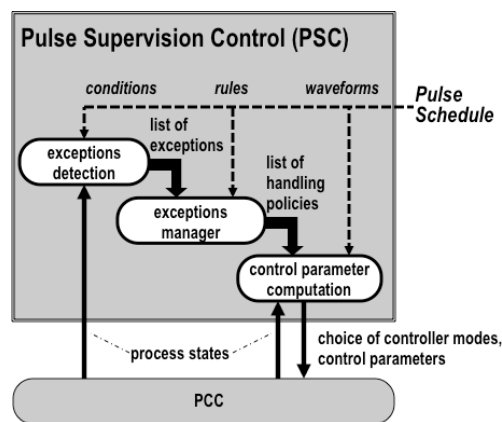 Pulse Supervision Control (PSC)
conditions
rules
waveforms
Pulse
Schedule
list of
exceptions
exceptions
detection
list of
handling
policies
exceptions
manager
control parameter
computation
process states
choice of controller modes,
control parameters
PCC